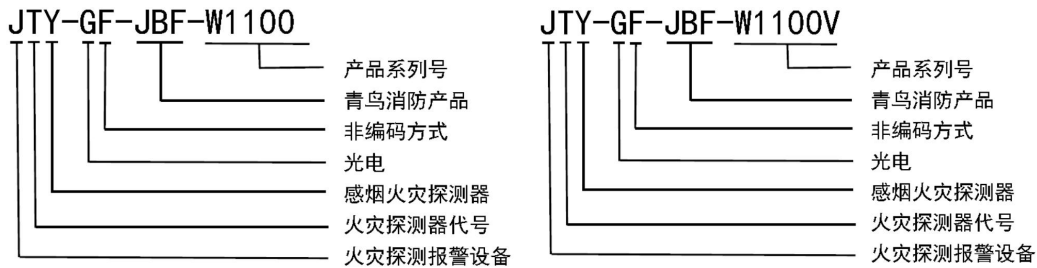 JTY-GF-JBF-W1100
产品系列号
青鸟消防产品
非编码方式
光电
感烟火灾探测器
火灾探测器代号
火灾探测报警设备
JTY-GF-JBF-W1100V
产品系列号
青鸟消防产品
非编码方式
光电
感烟火灾探测器
火灾探测器代号
火灾探测报警设备